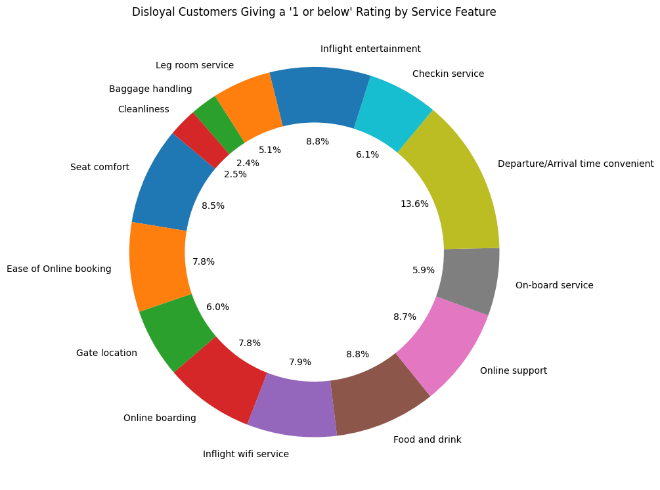 Disloyal Customers Giving a '1 or below' Rating by Service Feature
Inflight entertainment
Leg room service
Checkin service
Baggage handling
Cleanliness
8.8%
5.1%
6.1%
2.4%
2.5%
Seat comfort
Departure/Arrival time convenient
8.5%
13.6%
Ease of Online booking
7.8%
5.9%
On-board service
6.0%
8.7%
Gate location
7.8%
8.8%
7.9%
Online support
Online boarding
Food and drink
Inflight wifi service